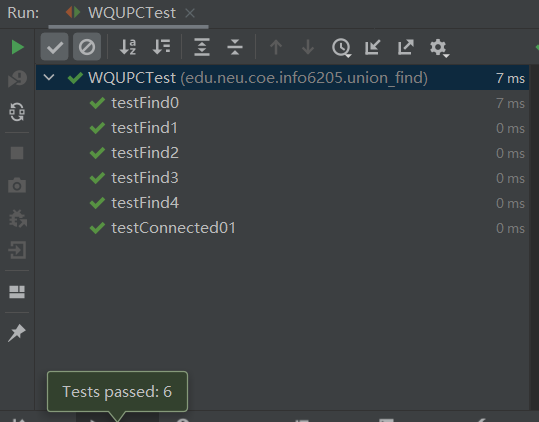 Run: WQUPCTest
WQUPCTest (edu.neu.coe.info6205.union_find) 7 ms
testFind0 7 ms
testFind1 0 ms
testFind2 0 ms
testFind3 0 ms
testFind4 0 ms
testConnected01 0 ms
Tests passed: 6